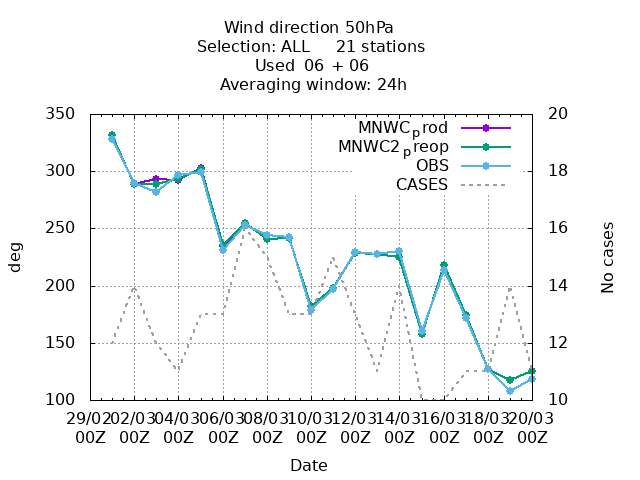 Wind direction 50hPa
Selection: ALL 21 stations
Used 06 + 06
Averaging window: 24h
350
300
250
200
150
100
20
18
16
14
12
10
deg
No cases
MNWCprod
MNWC2preop
OBS
CASES
29/02 02/03 04/03 06/03 08/03 10/03 12/03 14/03 16/03 18/03 20/03
00Z 00Z 00Z 00Z 00Z 00Z 00Z 00Z 00Z 00Z 00Z
Date